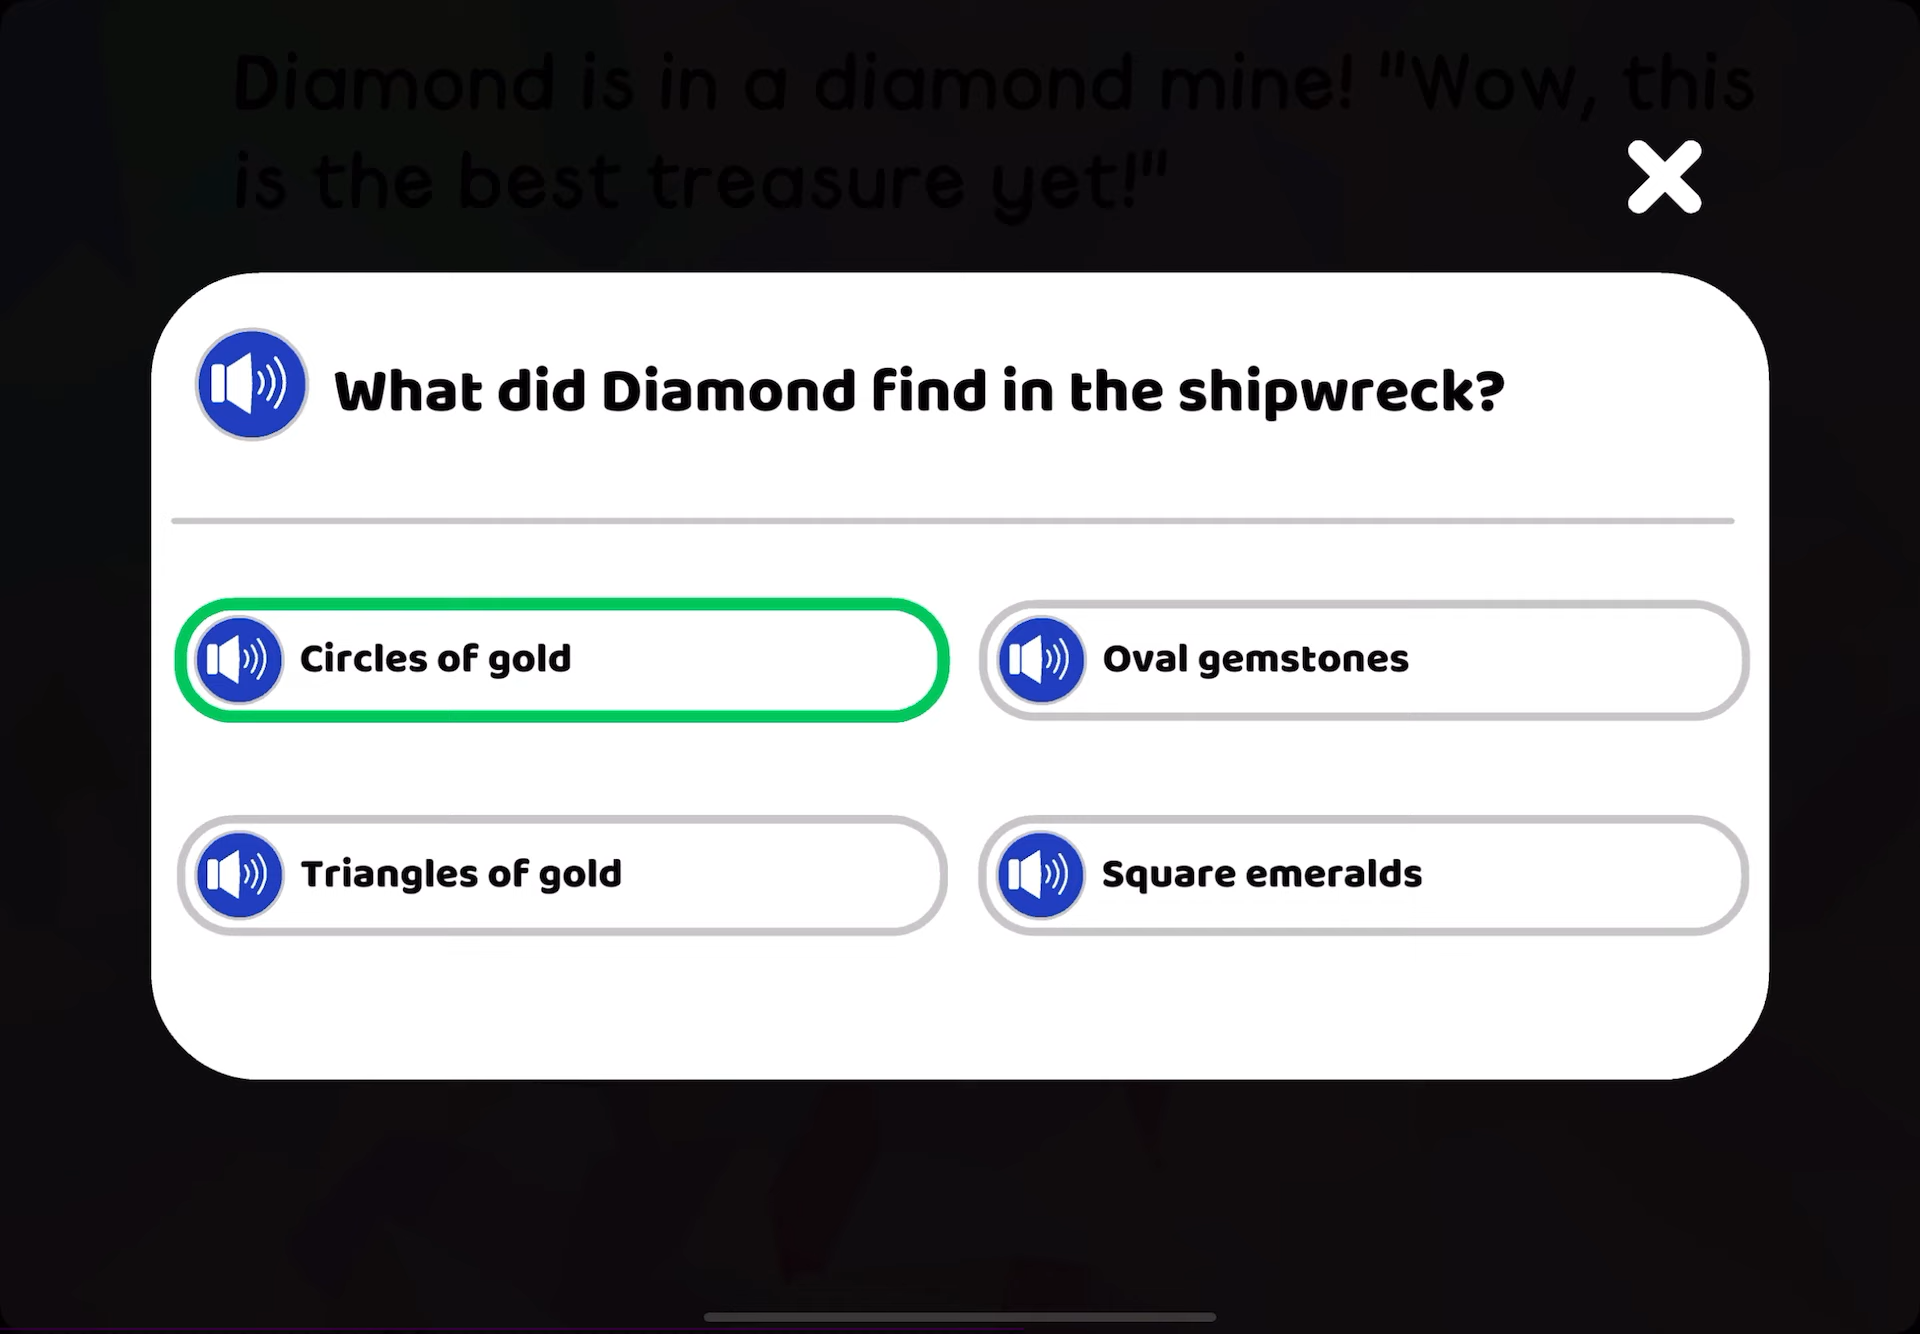 Diamond is in a diamond mine! "Wow, this
is the best treasure yet!"
What did Diamond find in the shipwreck?
Circles of gold
Oval gemstones
Triangles of gold
Square emeralds